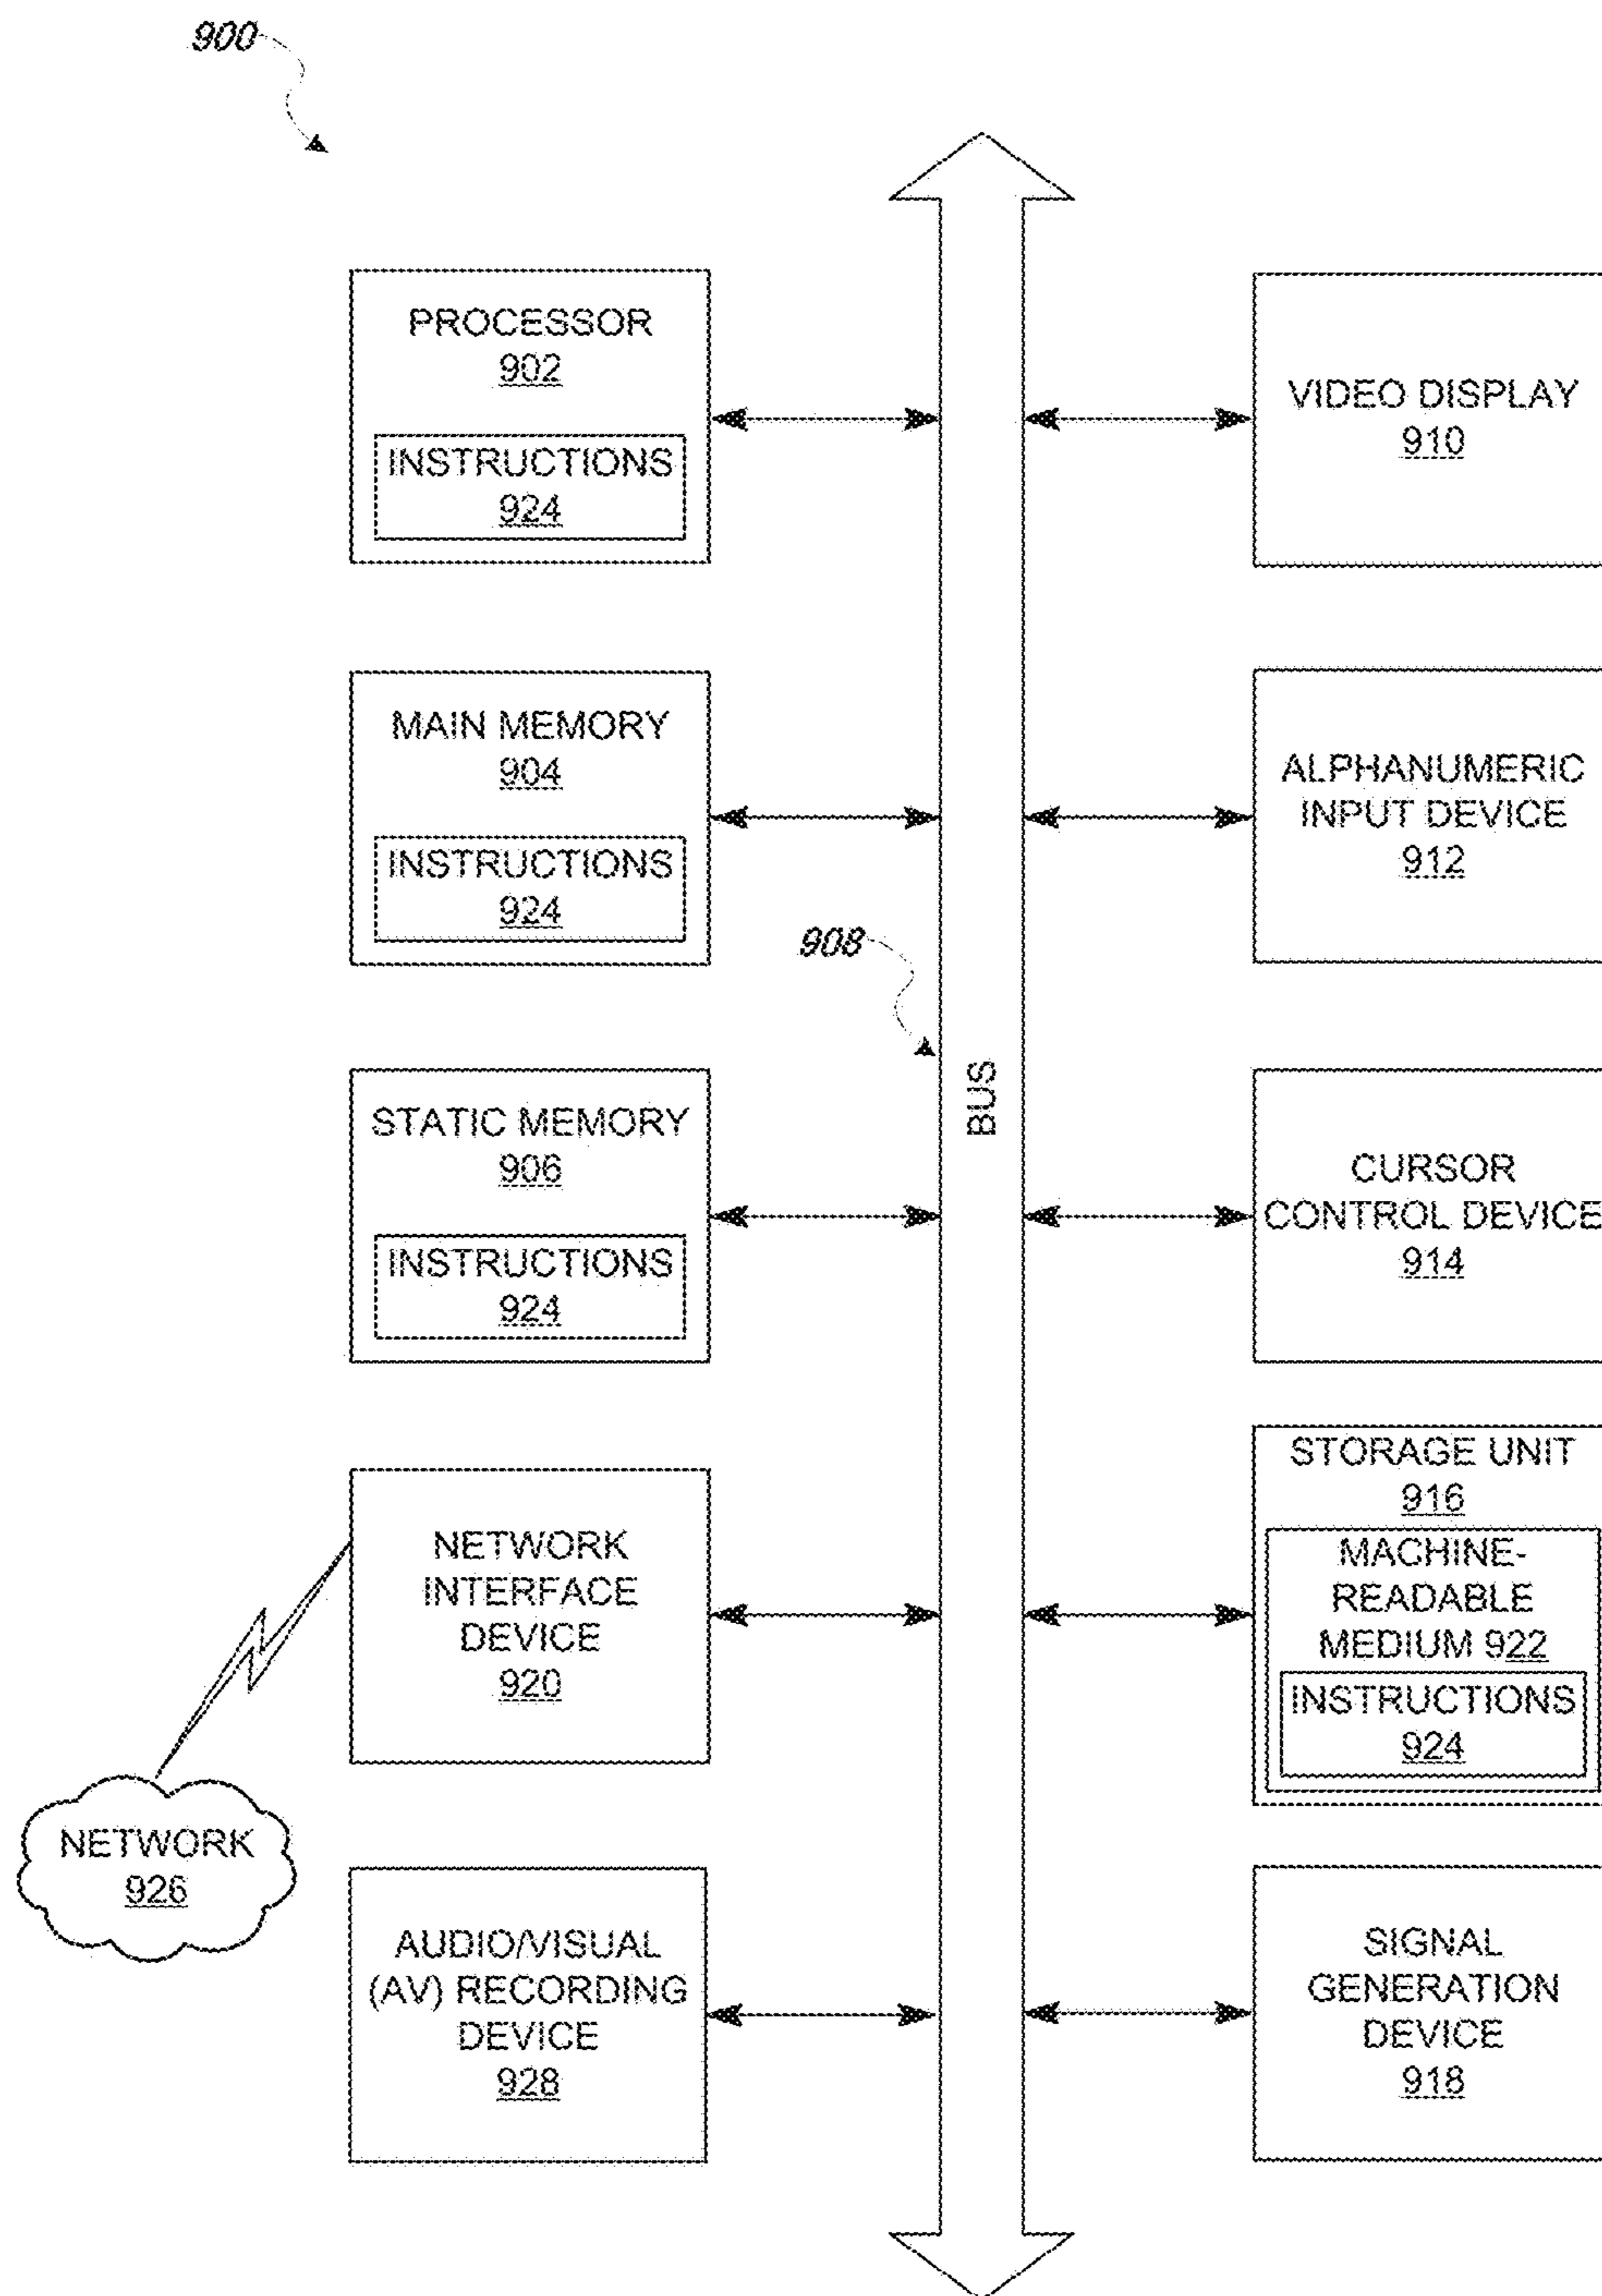 900
PROCESSOR
902
INSTRUCTIONS
924
VIDEO DISPLAY
910
MAIN MEMORY
904
INSTRUCTIONS
924
ALPHANUMERIC
INPUT DEVICE
912
908
BUS
STATIC MEMORY
906
INSTRUCTIONS
924
CURSOR
CONTROL DEVICE
914
NETWORK
INTERFACE
DEVICE
920
STORAGE UNIT
916
MACHINE-
READABLE
MEDIUM 922
INSTRUCTIONS
924
NETWORK
926
AUDIO/VISUAL
(AV) RECORDING
DEVICE
928
SIGNAL
GENERATION
DEVICE
918